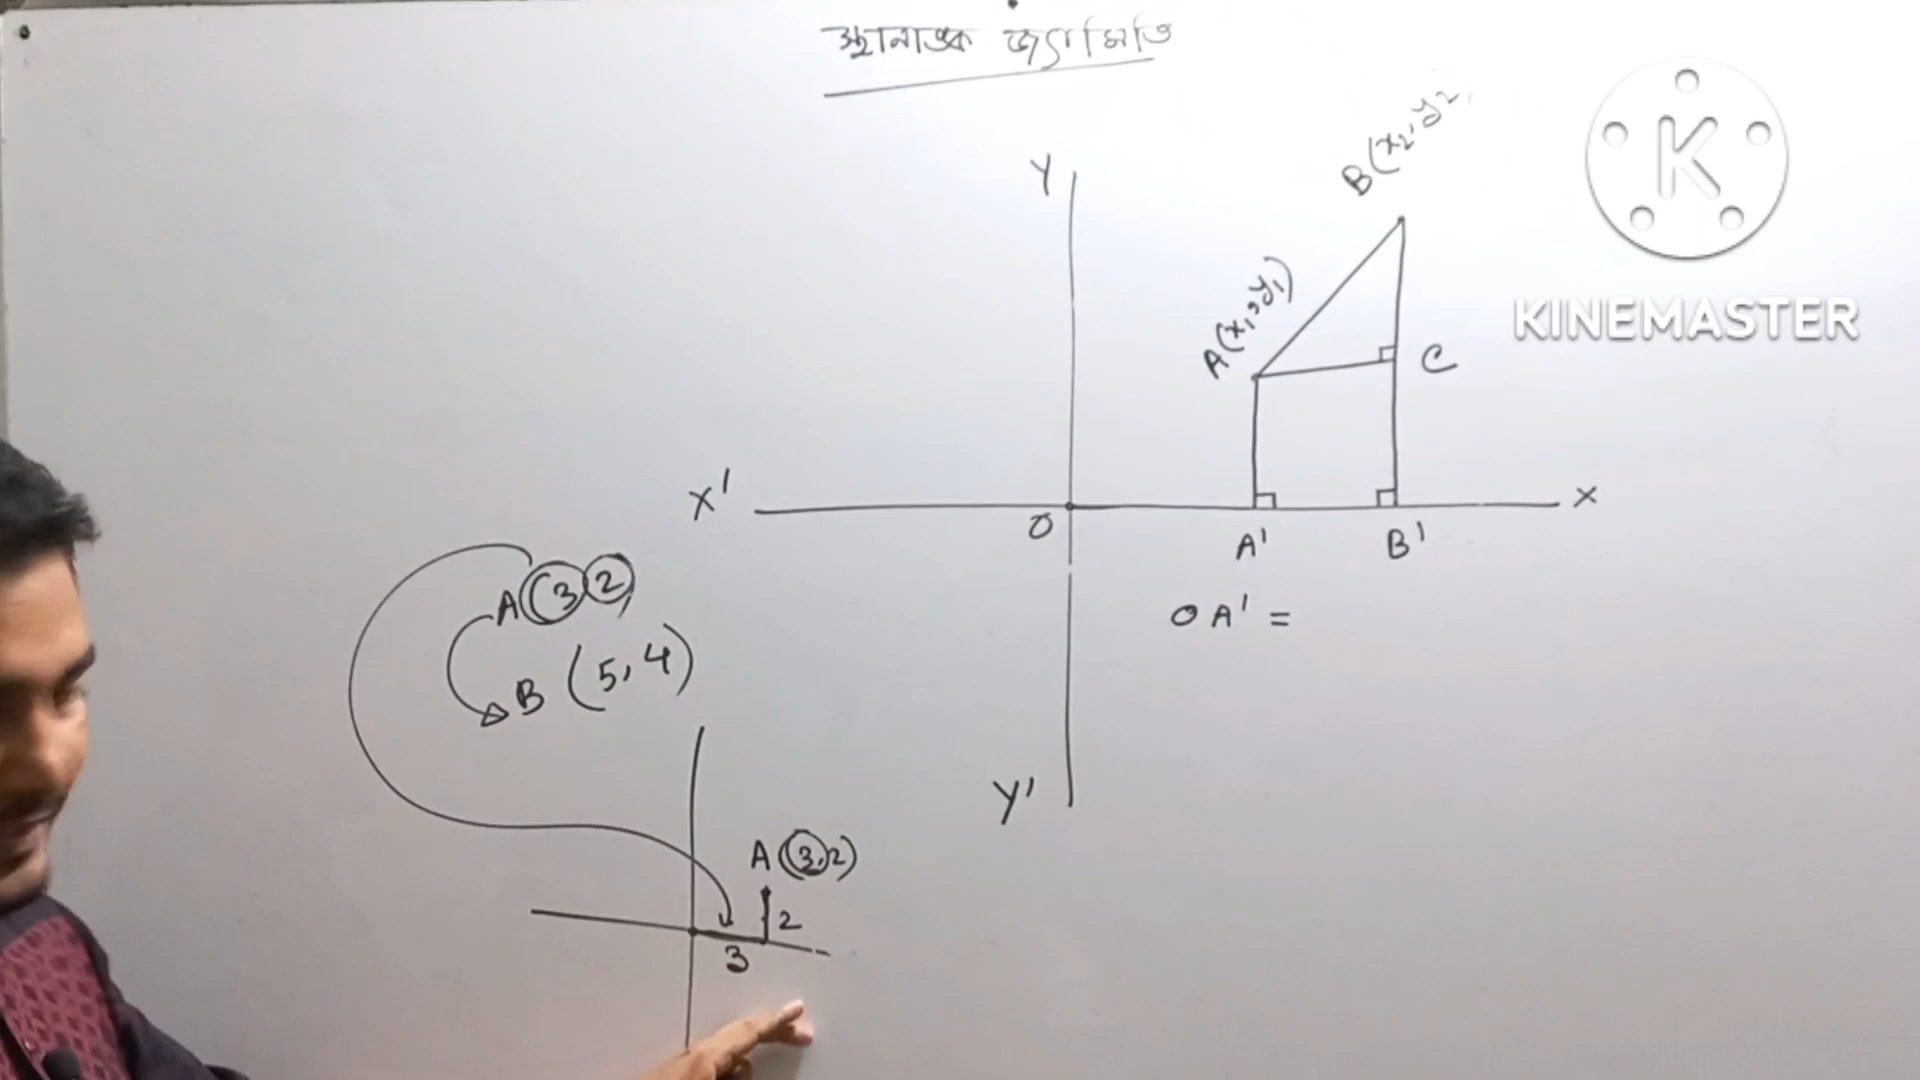 স্থানাঙ্ক জ্যামিতি
Y
B (x2, y2,
A (x1, y1)
C
X'
X
O
A'
B'
A (3 2)
OA' =
B (5, 4)
Y'
A (3,2)
2
3
K
KINEMASTER